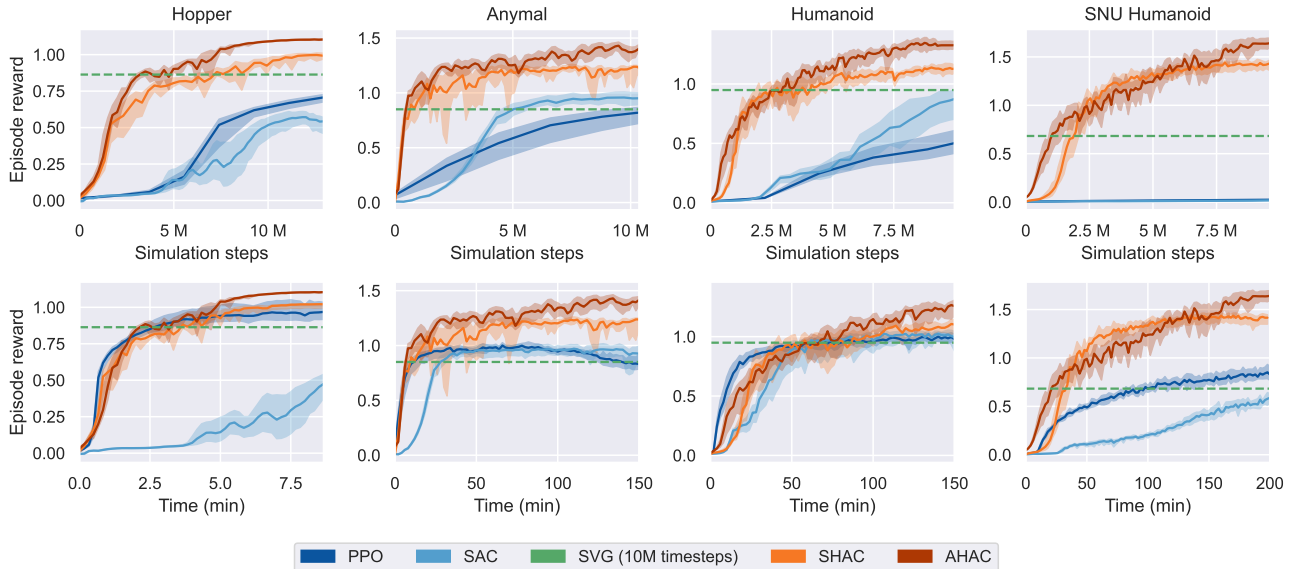 Hopper Anymal Humanoid SNU Humanoid
Episode reward
1.00
0.75
0.50
0.25
0.00
0 5 M 10 M
Simulation steps
1.5
1.0
0.5
0.0
0 5 M 10 M
Simulation steps
1.0
0.5
0.0
0 2.5 M 5 M 7.5 M
Simulation steps
1.5
1.0
0.5
0.0
2.5 M 5 M 7.5 M
Simulation steps
Episode reward
1.00
0.75
0.50
0.25
0.00
0.0 2.5 5.0 7.5
Time (min)
1.5
1.0
0.5
0.0
0 50 100 150
Time (min)
1.0
0.5
0.0
0 50 100 150
Time (min)
1.5
1.0
0.5
0.0
0 50 100 150 200
Time (min)
PPO SAC SVG (10M timesteps) SHAC AHAC